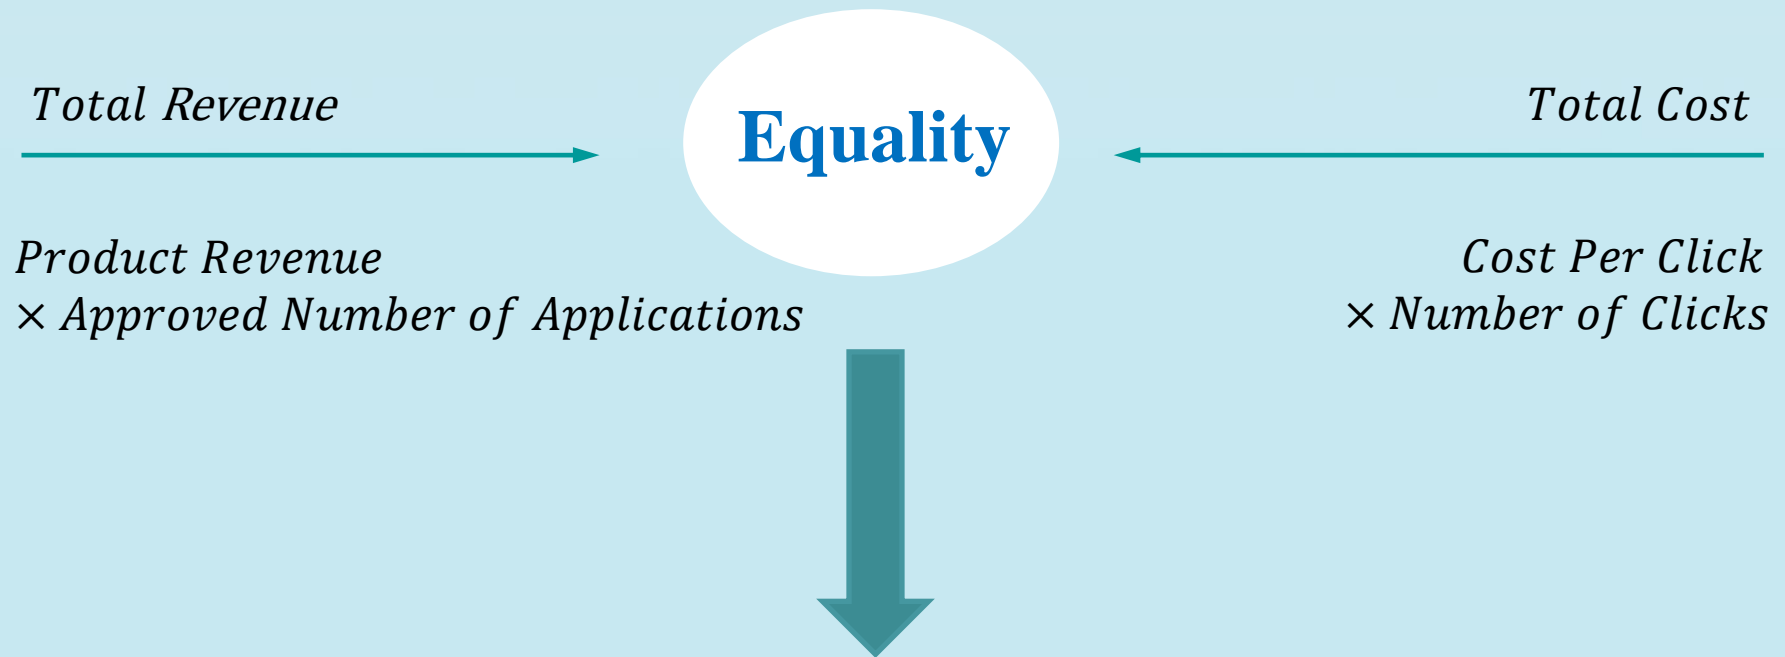 Total Revenue
Equality
Total Cost
Product Revenue
× Approved Number of Applications
Cost Per Click
× Number of Clicks